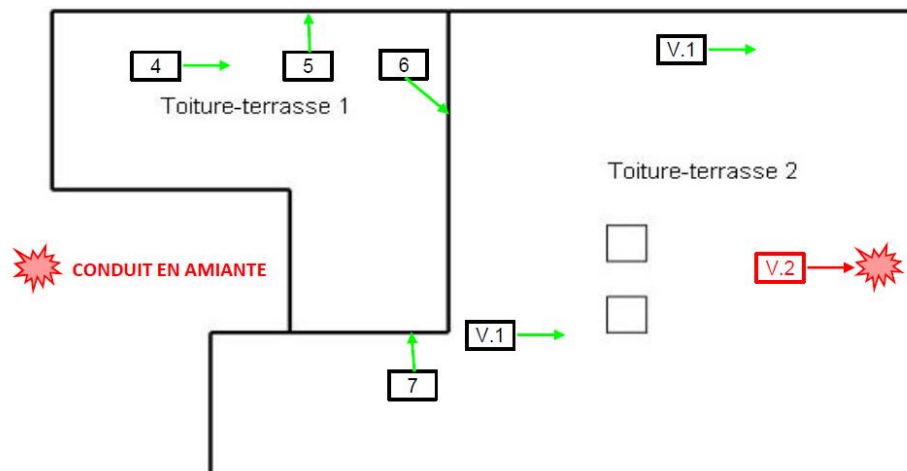 4
5
6
V.1
Toiture-terrasse 1
Toiture-terrasse 2
CONDUIT EN AMIANTE
V.2
V.1
7